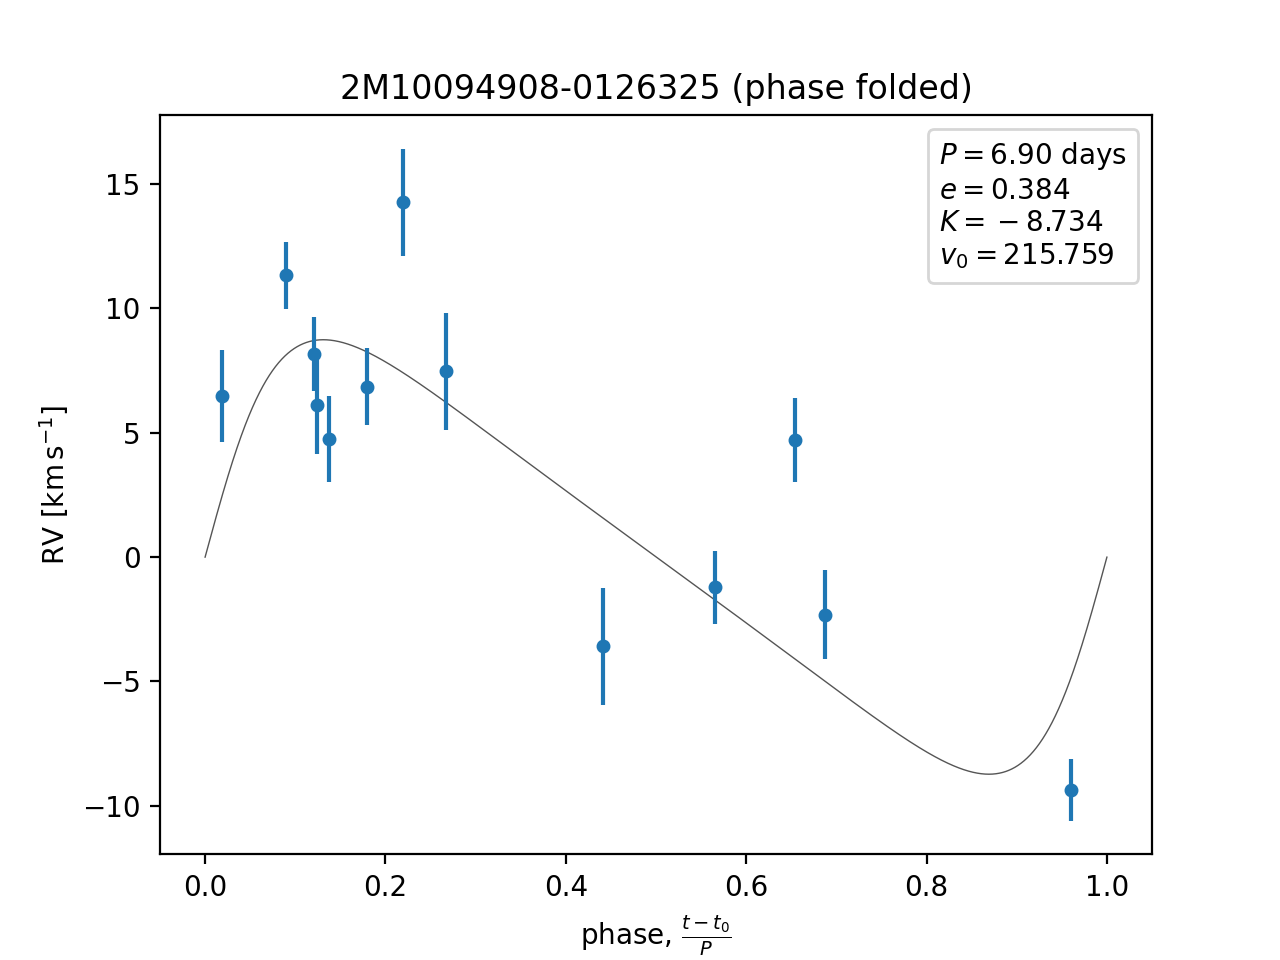 2M10094908-0126325 (phase folded)
P = 6.90 days
e = 0.384
K = −8.734
v₀ = 215.759
RV [km s⁻¹]
15
10
5
0
−5
−10
0.0 0.2 0.4 0.6 0.8 1.0
phase, (t − t₀)/P